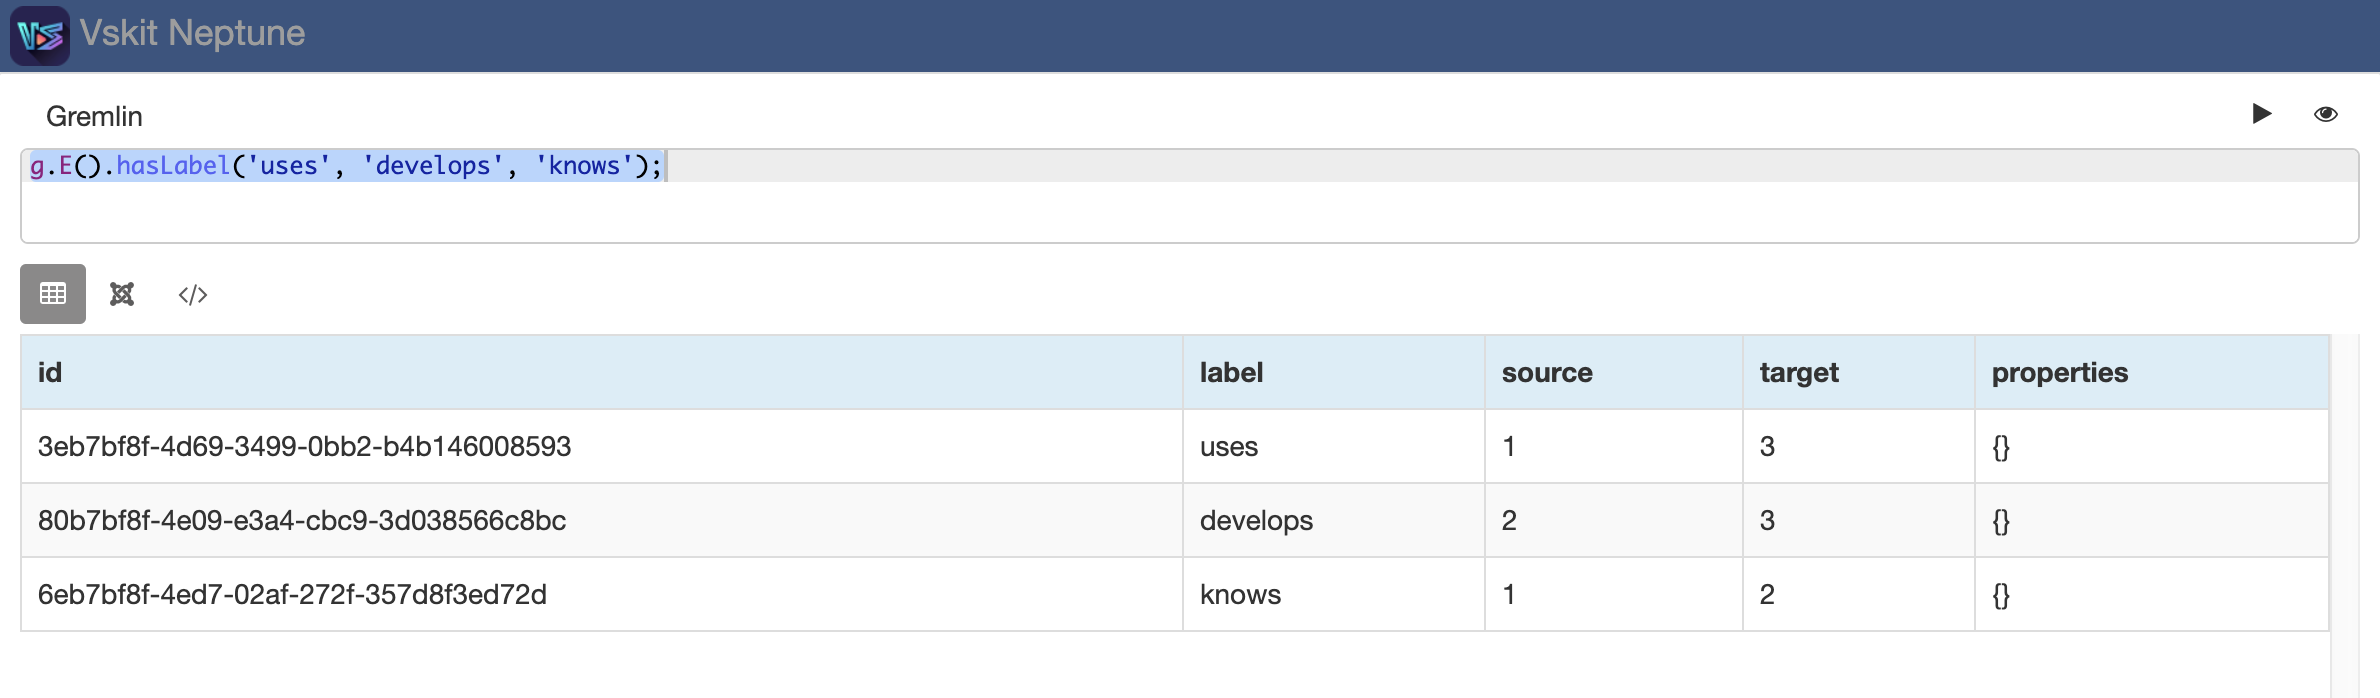 VS Vskit Neptune
Gremlin
g.E().hasLabel('uses', 'develops', 'knows');
</>
id label source target properties
3eb7bf8f-4d69-3499-0bb2-b4b146008593 uses 1 3 {}
80b7bf8f-4e09-e3a4-cbc9-3d038566c8bc develops 2 3 {}
6eb7bf8f-4ed7-02af-272f-357d8f3ed72d knows 1 2 {}